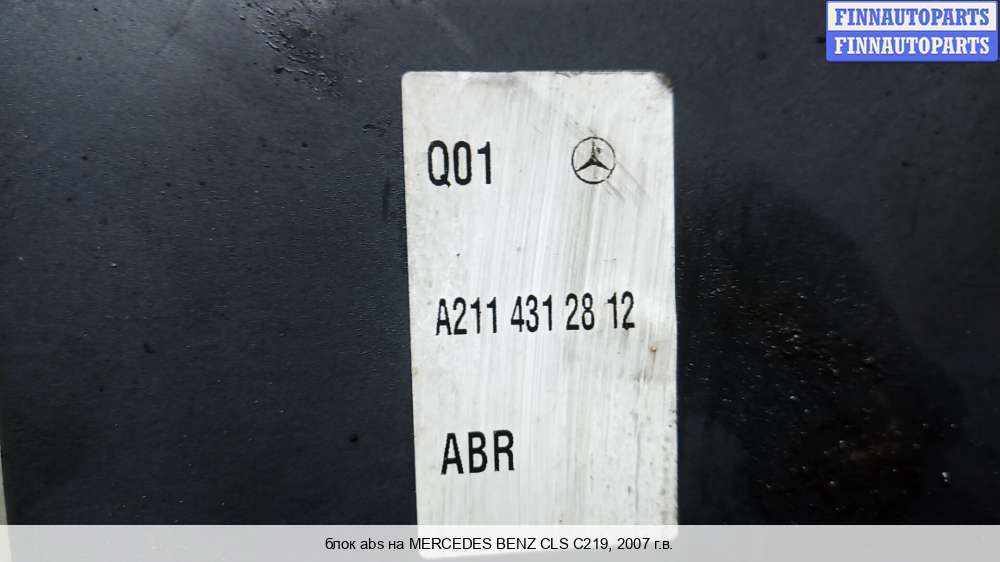 FINNAUTOPARTS
FINNAUTOPARTS
Q01
A211 431 28 12
ABR
блок abs на MERCEDES BENZ CLS C219, 2007 г.в.